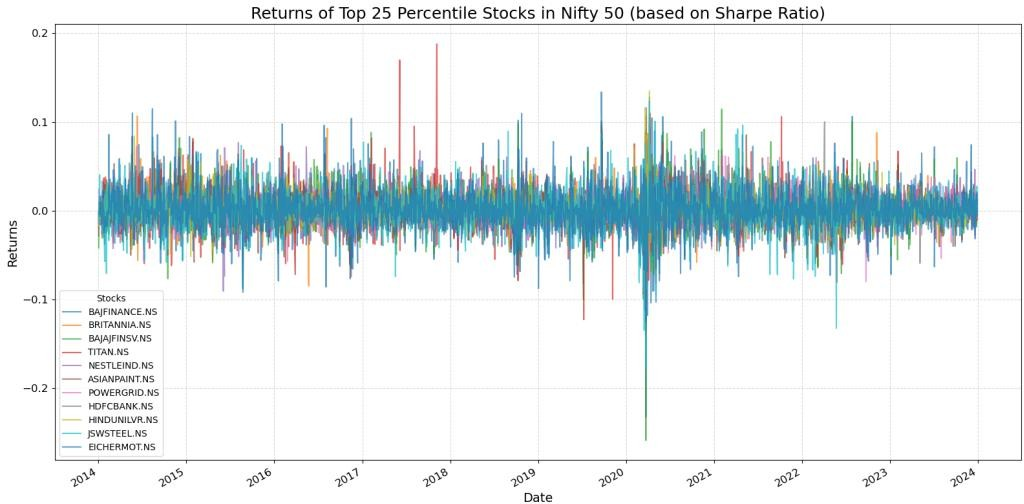 Returns of Top 25 Percentile Stocks in Nifty 50 (based on Sharpe Ratio)
0.2
0.1
0.0
−0.1
−0.2
Returns
Stocks
BAJFINANCE.NS
BRITANNIA.NS
BAJAJFINSV.NS
TITAN.NS
NESTLEIND.NS
ASIANPAINT.NS
POWERGRID.NS
HDFCBANK.NS
HINDUNILVR.NS
JSWSTEEL.NS
EICHERMOT.NS
2014
2015
2016
2017
2018
2019
2020
2021
2022
2023
2024
Date